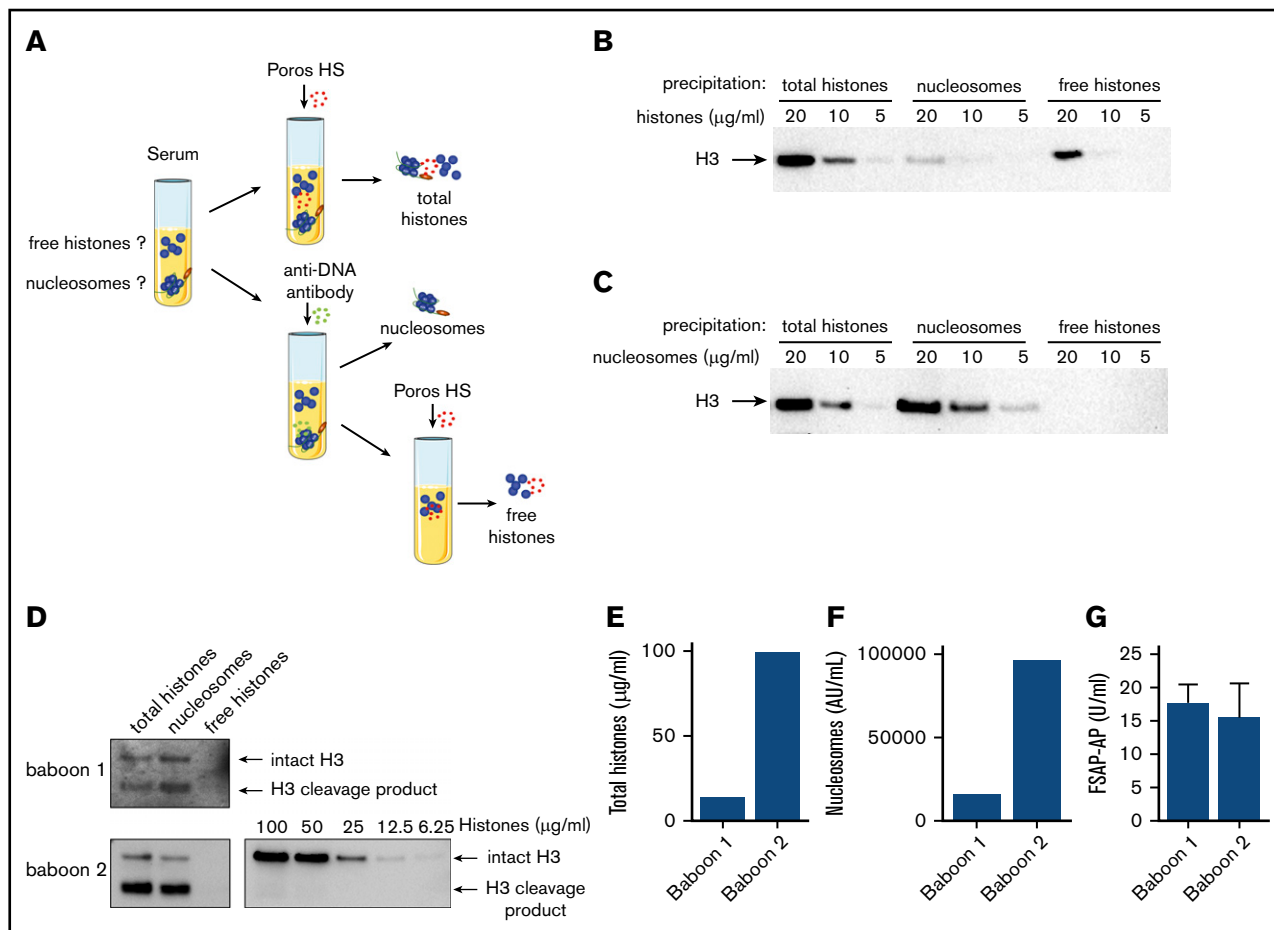 A
Poros HS
Serum
total
histones
free histones ?
nucleosomes ?
anti-DNA
antibody
nucleosomes
Poros HS
free
histones
B
precipitation: total histones nucleosomes free histones
histones (μg/ml) 20 10 5 20 10 5 20 10 5
H3
C
precipitation: total histones nucleosomes free histones
nucleosomes (μg/ml) 20 10 5 20 10 5 20 10 5
H3
D
total histones
nucleosomes
free histones
baboon 1
intact H3
H3 cleavage product
100 50 25 12.5 6.25 Histones (μg/ml)
baboon 2
intact H3
H3 cleavage
product
E
Total histones (μg/ml)
100
50
0
Baboon 1
Baboon 2
F
Nucleosomes (AU/mL)
100000
50000
0
Baboon 1
Baboon 2
G
FSAP-AP (U/ml)
25
20
15
10
5
0
Baboon 1
Baboon 2